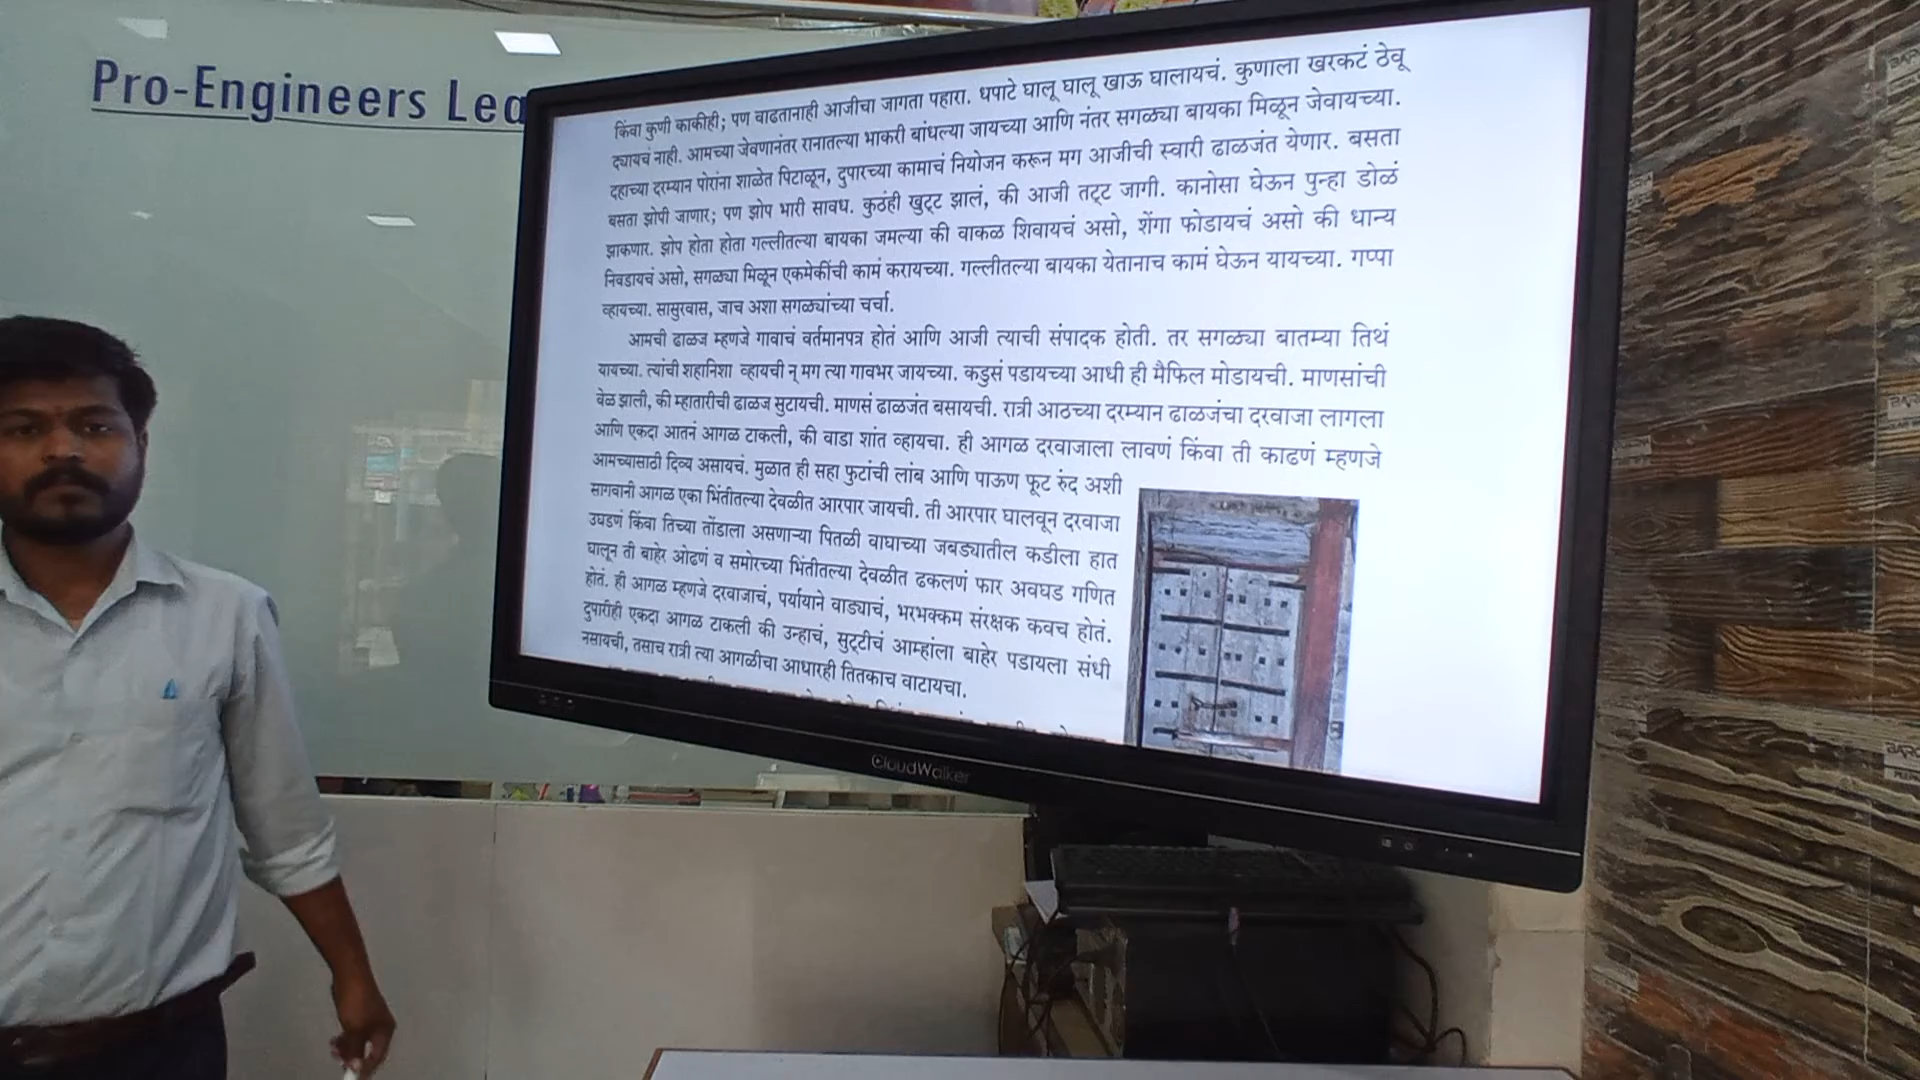 Pro-Engineers Lea
किंवा कुणी काकीही; पण वाढतानाही आजीचा जागता पहारा. धपाटे घालू घालू खाऊ घालायचं. कुणाला खरकटं ठेवू
द्यायचं नाही. आमच्या जेवणानंतर रानातल्या भाकरी बांधल्या जायच्या आणि नंतर सगळ्या बायका मिळून जेवायच्या.
दहाच्या दरम्यान पोरांना शाळेत पिटाळून, दुपारच्या कामाचं नियोजन करून मग आजीची स्वारी ढाळजंत येणार. बसता
बसता झोपी जाणार; पण झोप भारी सावध. कुठंही खुट्‌ट झालं, की आजी तट्‌ट जागी. कानोसा घेऊन पुन्हा डोळं
झाकणार. झोप होता होता गल्लीतल्या बायका जमल्या की वाकळ शिवायचं असो, शेंगा फोडायचं असो की धान्य
निवडायचं असो, सगळ्या मिळून एकमेकींची कामं करायच्या. गल्लीतल्या बायका येतानाच कामं घेऊन यायच्या. गप्पा
व्हायच्या. सासुरवास, जाच अशा सगळ्यांच्या चर्चा.
आमची ढाळज म्हणजे गावाचं वर्तमानपत्र होतं आणि आजी त्याची संपादक होती. तर सगळ्या बातम्या तिथं
यायच्या. त्यांची शहानिशा व्हायची न् मग त्या गावभर जायच्या. कडुसं पडायच्या आधी ही मैफिल मोडायची. माणसांची
वेळ झाली, की म्हातारीची ढाळज सुटायची. माणसं ढाळजंत बसायची. रात्री आठच्या दरम्यान ढाळजंचा दरवाजा लागला
आणि एकदा आतनं आगळ टाकली, की वाडा शांत व्हायचा. ही आगळ दरवाजाला लावणं किंवा ती काढणं म्हणजे
आमच्यासाठी दिव्य असायचं. मुळात ही सहा फुटांची लांब आणि पाऊण फूट रुंद अशी
सागवानी आगळ एका भिंतीतल्या देवळीत आरपार जायची. ती आरपार घालवून दरवाजा
उघडणं किंवा तिच्या तोंडाला असणाऱ्या पितळी वाघाच्या जबड्यातील कडीला हात
घालून ती बाहेर ओढणं व समोरच्या भिंतीतल्या देवळीत ढकलणं फार अवघड गणित
होतं. ही आगळ म्हणजे दरवाजाचं, पर्यायाने वाड्याचं, भरभक्कम संरक्षक कवच होतं.
दुपारीही एकदा आगळ टाकली की उन्हाचं, सुट्‌टीचं आम्हांला बाहेर पडायला संधी
नसायची, तसाच रात्री त्या आगळीचा आधारही तितकाच वाटायचा.
CloudWalker